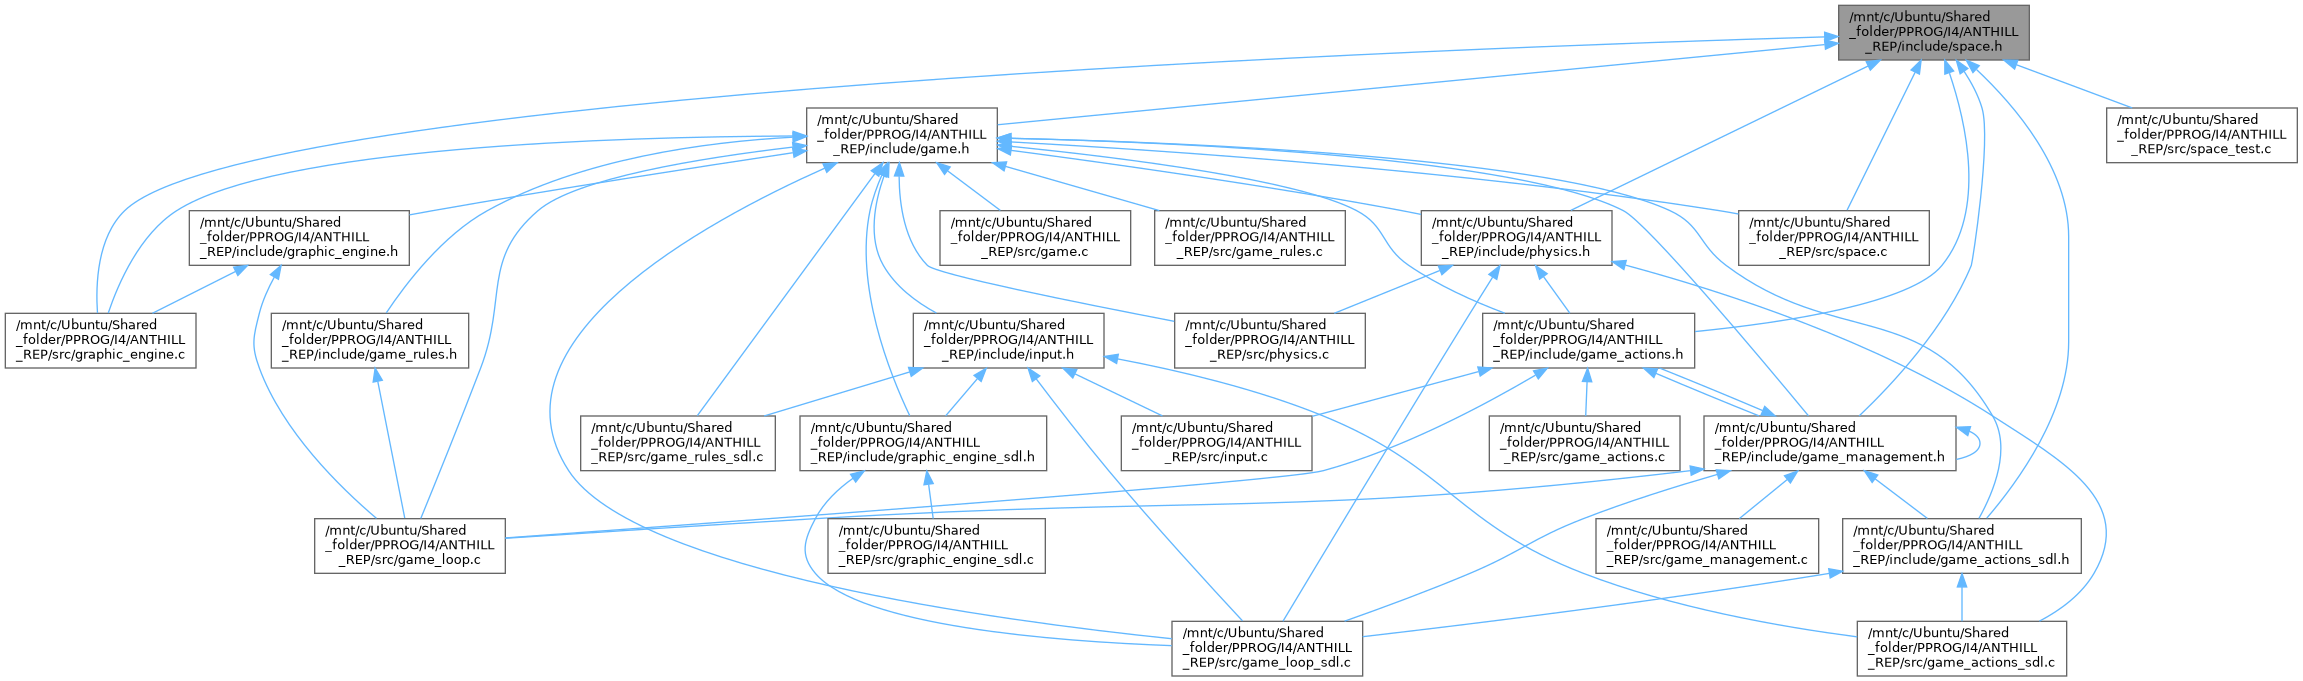 /mnt/c/Ubuntu/Shared
_folder/PPROG/I4/ANTHILL
_REP/include/space.h
/mnt/c/Ubuntu/Shared
_folder/PPROG/I4/ANTHILL
_REP/include/game.h
/mnt/c/Ubuntu/Shared
_folder/PPROG/I4/ANTHILL
_REP/src/space_test.c
/mnt/c/Ubuntu/Shared
_folder/PPROG/I4/ANTHILL
_REP/include/graphic_engine.h
/mnt/c/Ubuntu/Shared
_folder/PPROG/I4/ANTHILL
_REP/src/game.c
/mnt/c/Ubuntu/Shared
_folder/PPROG/I4/ANTHILL
_REP/src/game_rules.c
/mnt/c/Ubuntu/Shared
_folder/PPROG/I4/ANTHILL
_REP/include/physics.h
/mnt/c/Ubuntu/Shared
_folder/PPROG/I4/ANTHILL
_REP/src/space.c
/mnt/c/Ubuntu/Shared
_folder/PPROG/I4/ANTHILL
_REP/src/graphic_engine.c
/mnt/c/Ubuntu/Shared
_folder/PPROG/I4/ANTHILL
_REP/include/game_rules.h
/mnt/c/Ubuntu/Shared
_folder/PPROG/I4/ANTHILL
_REP/include/input.h
/mnt/c/Ubuntu/Shared
_folder/PPROG/I4/ANTHILL
_REP/src/physics.c
/mnt/c/Ubuntu/Shared
_folder/PPROG/I4/ANTHILL
_REP/include/game_actions.h
/mnt/c/Ubuntu/Shared
_folder/PPROG/I4/ANTHILL
_REP/src/game_rules_sdl.c
/mnt/c/Ubuntu/Shared
_folder/PPROG/I4/ANTHILL
_REP/include/graphic_engine_sdl.h
/mnt/c/Ubuntu/Shared
_folder/PPROG/I4/ANTHILL
_REP/src/input.c
/mnt/c/Ubuntu/Shared
_folder/PPROG/I4/ANTHILL
_REP/src/game_actions.c
/mnt/c/Ubuntu/Shared
_folder/PPROG/I4/ANTHILL
_REP/include/game_management.h
/mnt/c/Ubuntu/Shared
_folder/PPROG/I4/ANTHILL
_REP/src/game_loop.c
/mnt/c/Ubuntu/Shared
_folder/PPROG/I4/ANTHILL
_REP/src/graphic_engine_sdl.c
/mnt/c/Ubuntu/Shared
_folder/PPROG/I4/ANTHILL
_REP/src/game_management.c
/mnt/c/Ubuntu/Shared
_folder/PPROG/I4/ANTHILL
_REP/include/game_actions_sdl.h
/mnt/c/Ubuntu/Shared
_folder/PPROG/I4/ANTHILL
_REP/src/game_loop_sdl.c
/mnt/c/Ubuntu/Shared
_folder/PPROG/I4/ANTHILL
_REP/src/game_actions_sdl.c